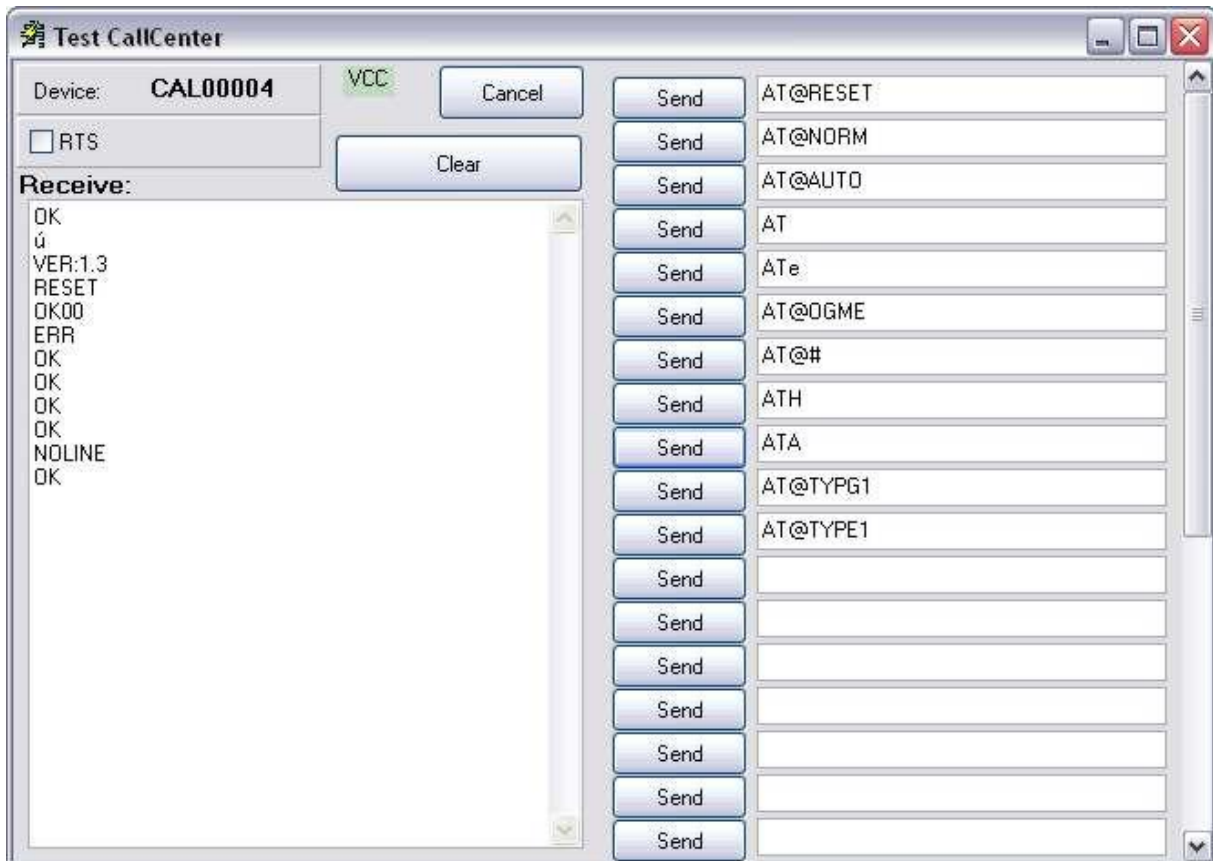 Test CallCenter
Device: CAL00004
VCC
Cancel
RTS
Clear
Receive:
OK
ú
VER:1.3
RESET
OK00
ERR
OK
OK
OK
OK
NOLINE
OK
Send AT@RESET
Send AT@NORM
Send AT@AUTO
Send AT
Send ATe
Send AT@OGME
Send AT@#
Send ATH
Send ATA
Send AT@TYPG1
Send AT@TYPE1
Send
Send
Send
Send
Send
Send
Send